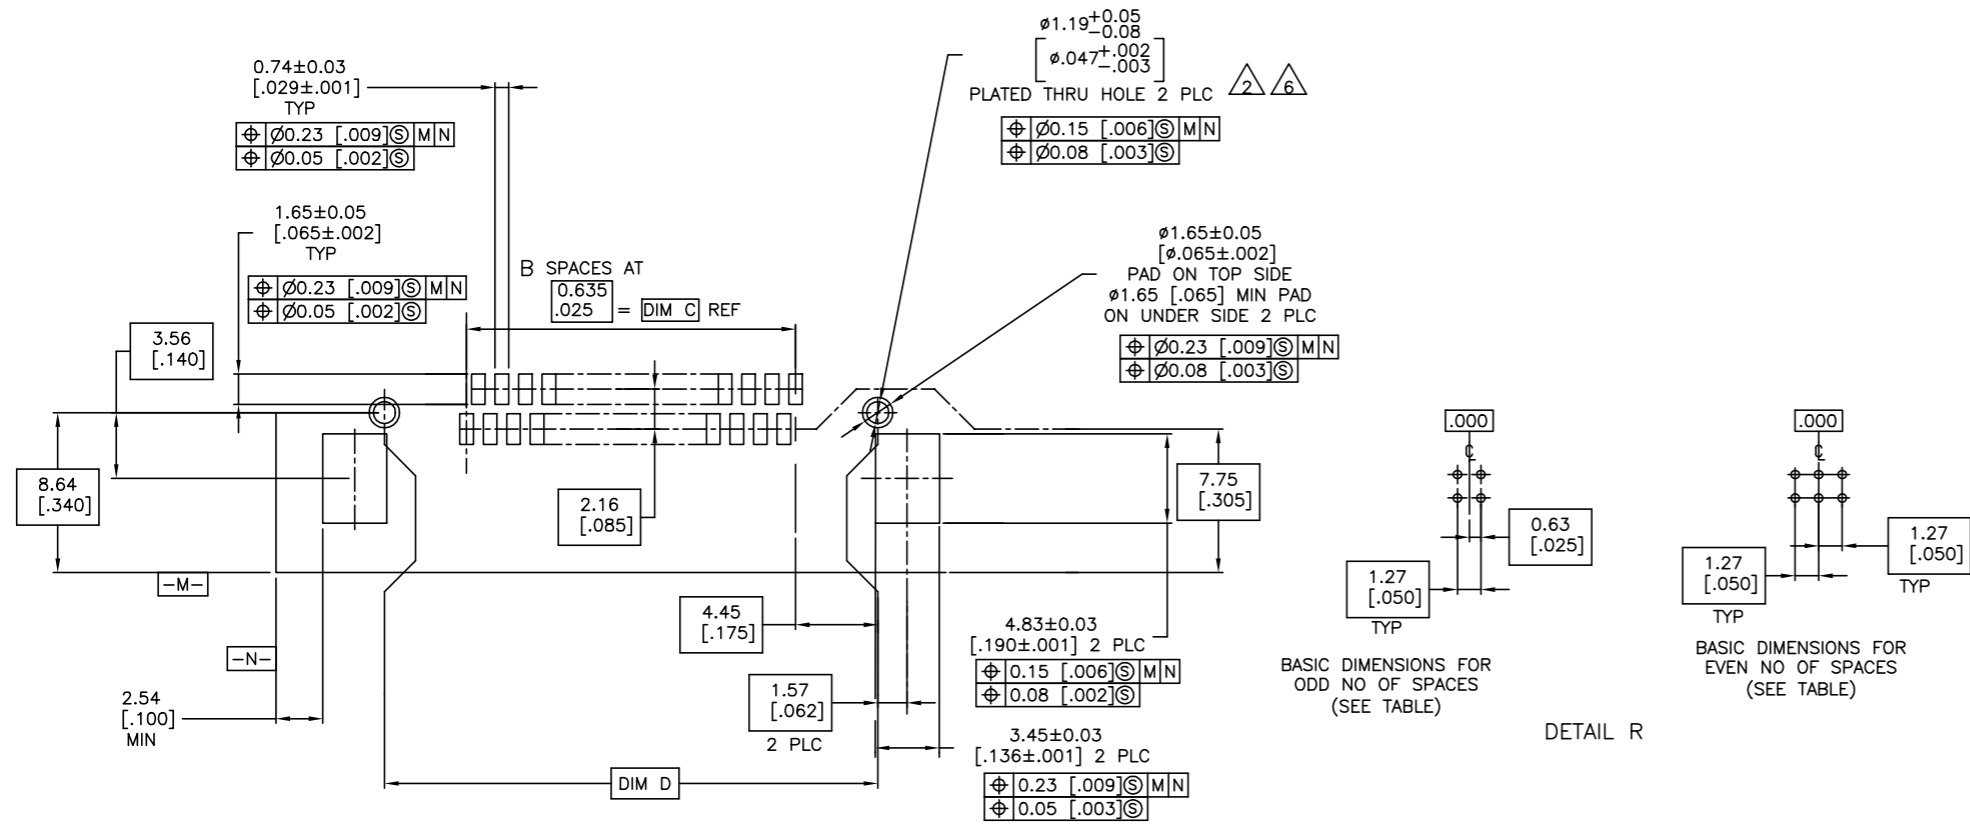 0.74±0.03
[.029±.001]
TYP
⌖ Ø0.23 [.009]Ⓢ M N
⌖ Ø0.05 [.002]Ⓢ
1.65±0.05
[.065±.002]
TYP
⌖ Ø0.23 [.009]Ⓢ M N
⌖ Ø0.05 [.002]Ⓢ
B SPACES AT
0.635
.025 = DIM C REF
ø1.19+0.05
−0.08
[ø.047+.002
−.003]
PLATED THRU HOLE 2 PLC 2 6
⌖ Ø0.15 [.006]Ⓢ M N
⌖ Ø0.08 [.003]Ⓢ
ø1.65±0.05
[ø.065±.002]
PAD ON TOP SIDE
ø1.65 [.065] MIN PAD
ON UNDER SIDE 2 PLC
⌖ Ø0.23 [.009]Ⓢ M N
⌖ Ø0.08 [.003]Ⓢ
3.56
[.140]
8.64
[.340]
2.16
[.085]
7.75
[.305]
-M-
-N-
2.54
[.100]
MIN
4.45
[.175]
1.57
[.062]
2 PLC
DIM D
4.83±0.03
[.190±.001] 2 PLC
⌖ 0.15 [.006]Ⓢ M N
⌖ 0.08 [.002]Ⓢ
3.45±0.03
[.136±.001] 2 PLC
⌖ 0.23 [.009]Ⓢ M N
⌖ 0.05 [.003]Ⓢ
.000
℄
0.63
[.025]
1.27
[.050]
TYP
BASIC DIMENSIONS FOR
ODD NO OF SPACES
(SEE TABLE)
.000
℄
1.27
[.050]
TYP
1.27
[.050]
TYP
BASIC DIMENSIONS FOR
EVEN NO OF SPACES
(SEE TABLE)
DETAIL R